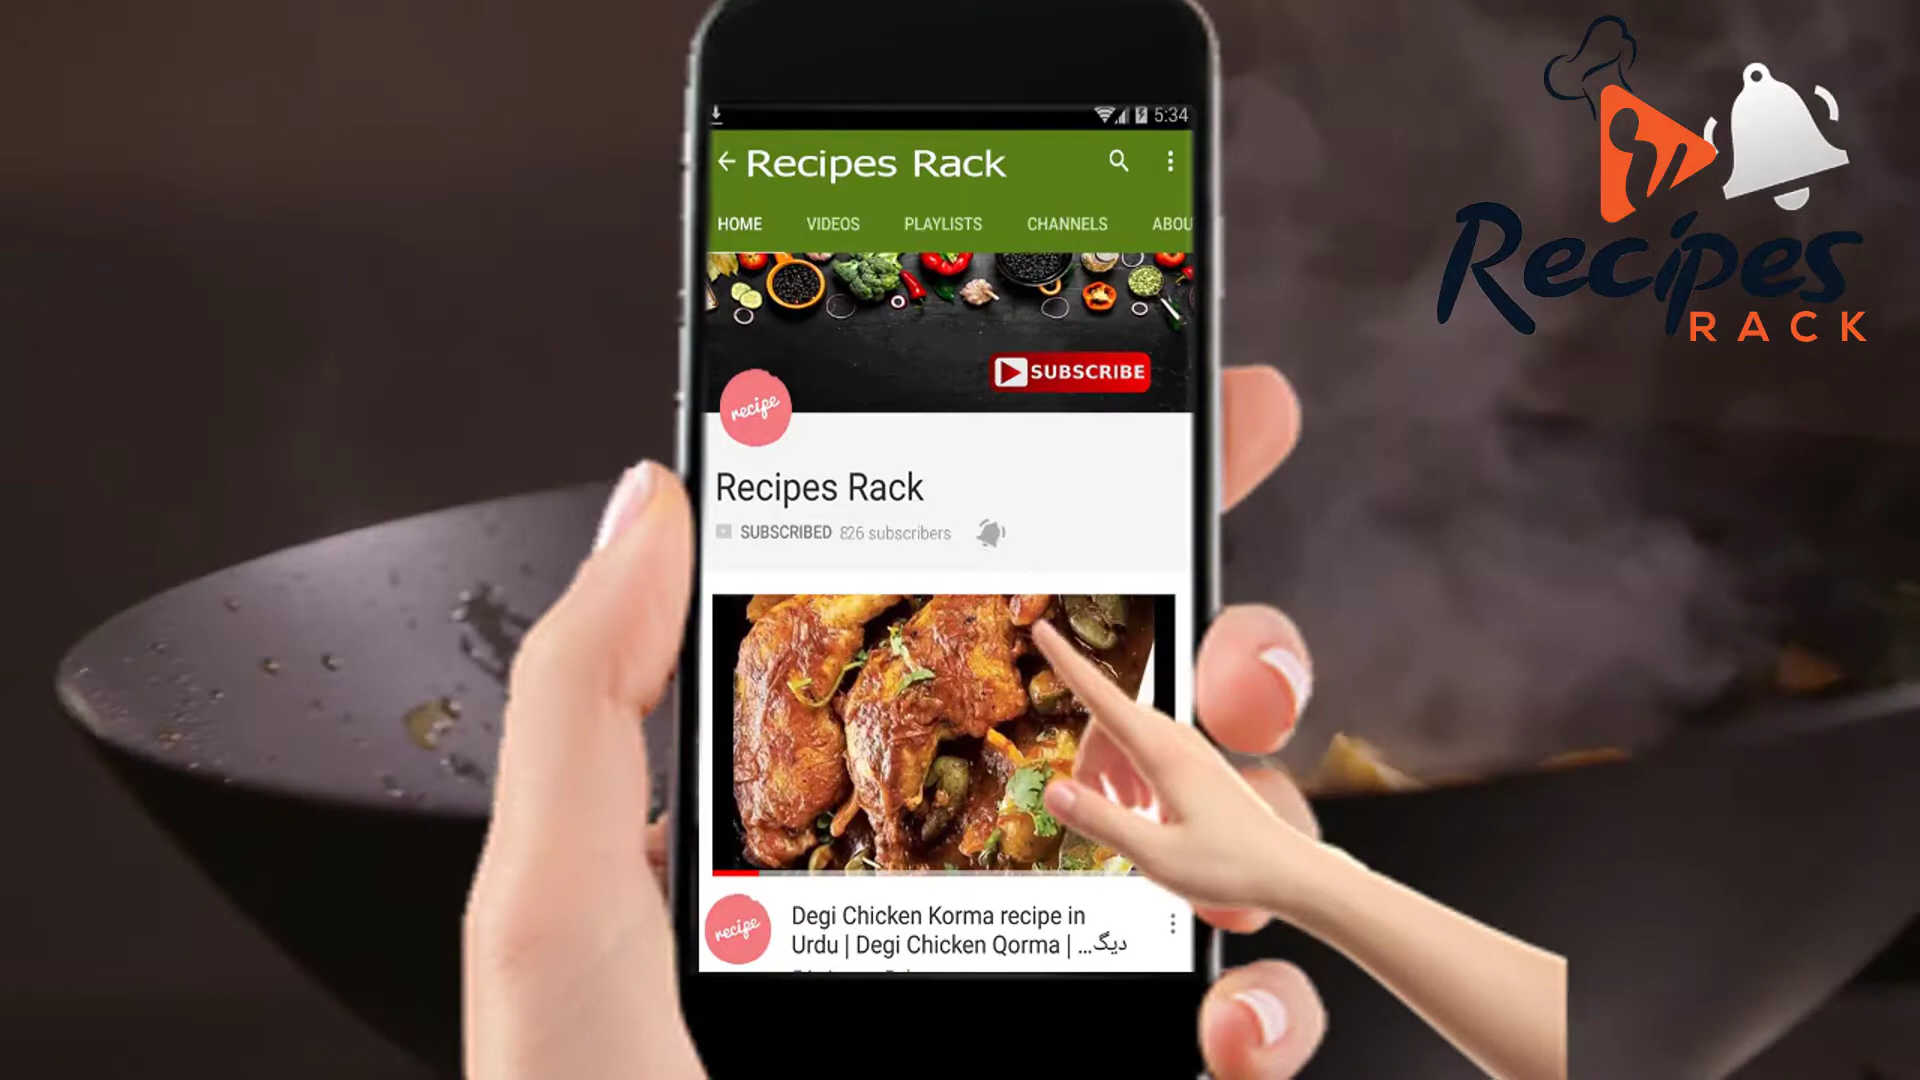 5:34
Recipes Rack
HOME VIDEOS PLAYLISTS CHANNELS ABOU
SUBSCRIBE
recipe
Recipes Rack
SUBSCRIBED 826 subscribers
recipe
Degi Chicken Korma recipe in
Urdu | Degi Chicken Qorma | ...دیگ
Recipes
RACK